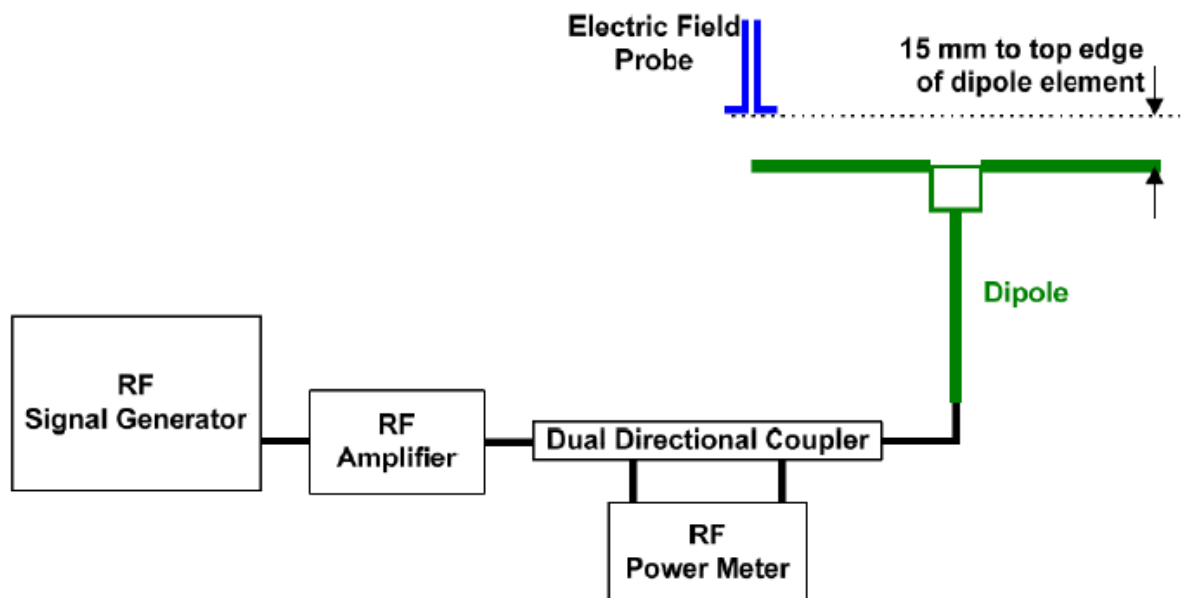 Electric Field
Probe
15 mm to top edge
of dipole element
Dipole
RF
Signal Generator
RF
Amplifier
Dual Directional Coupler
RF
Power Meter